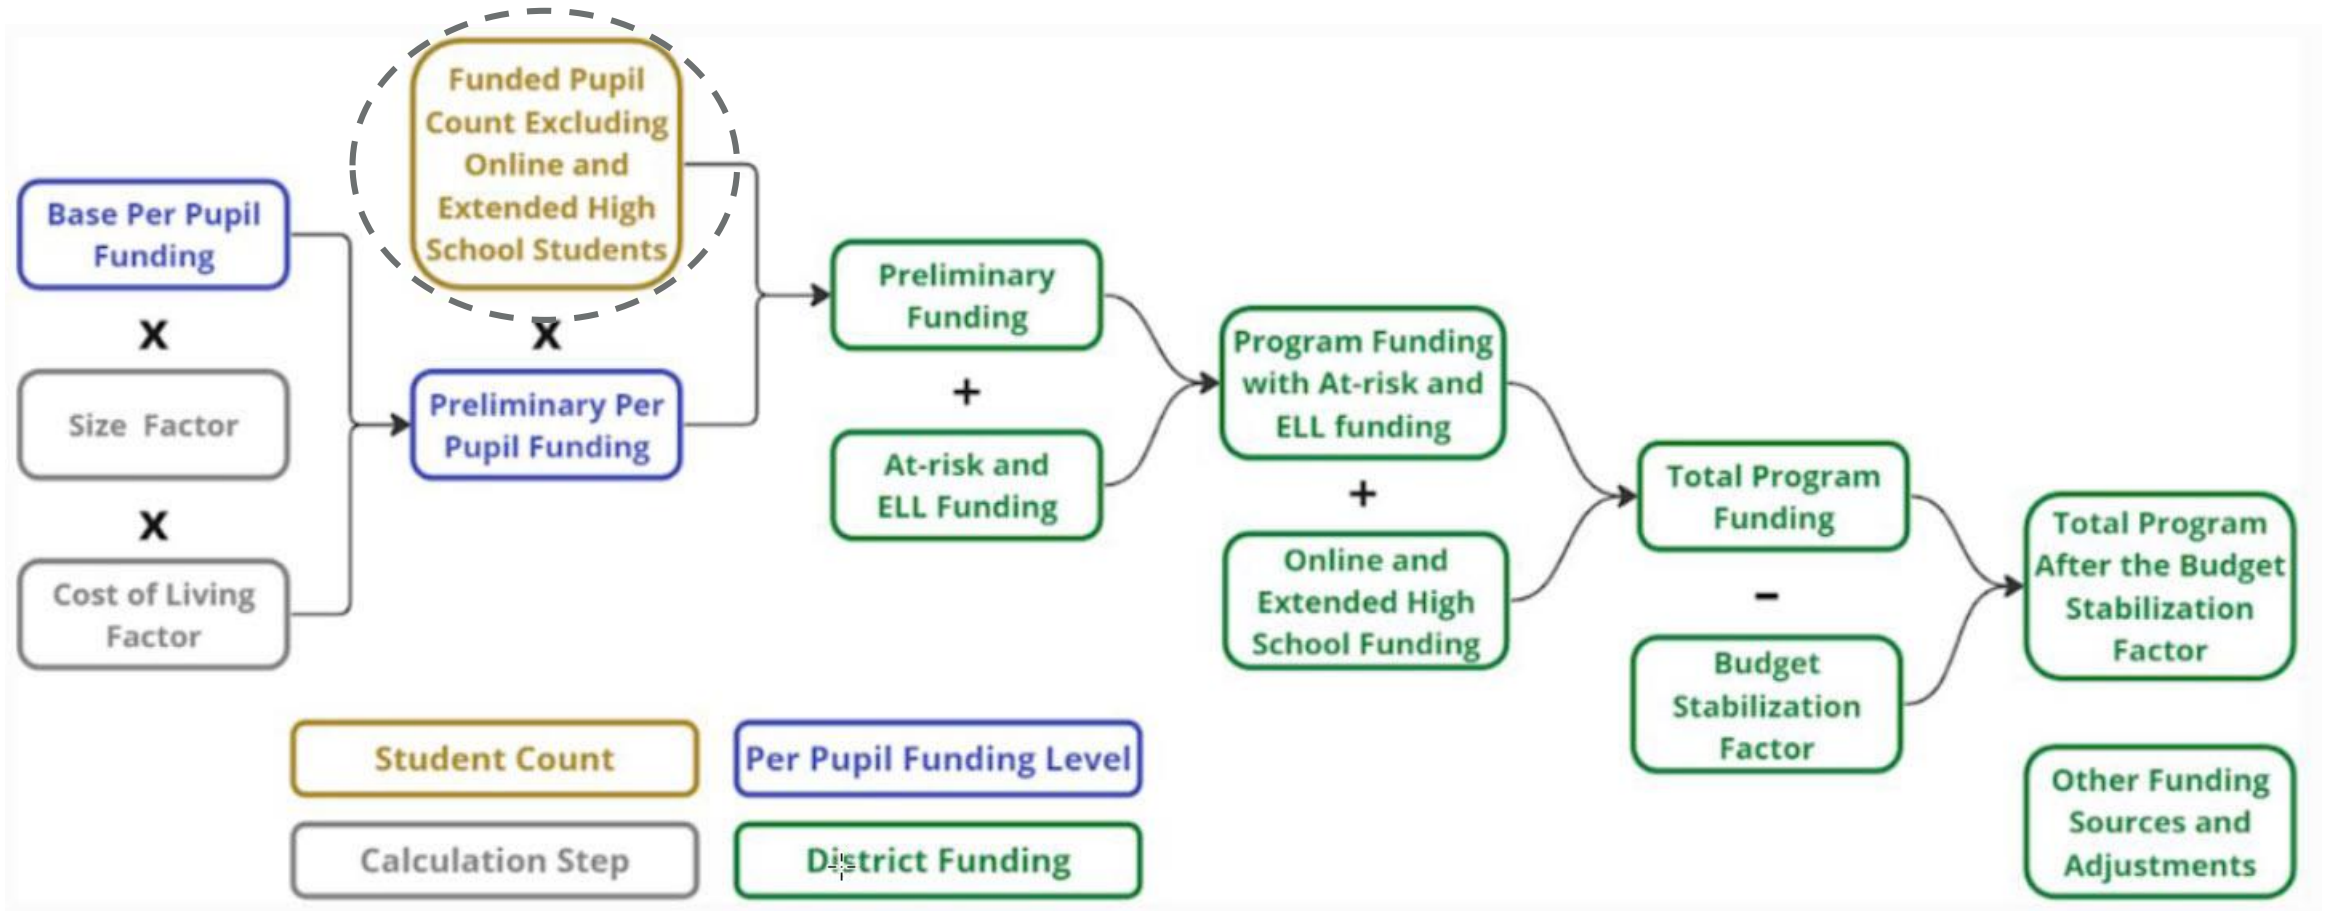 Funded Pupil
Count Excluding
Online and
Extended High
School Students
Base Per Pupil
Funding
x
Size Factor
x
Cost of Living
Factor
x
Preliminary Per
Pupil Funding
Preliminary
Funding
+
At-risk and
ELL Funding
Program Funding
with At-risk and
ELL funding
+
Online and
Extended High
School Funding
Total Program
Funding
–
Budget
Stabilization
Factor
Total Program
After the Budget
Stabilization
Factor
Other Funding
Sources and
Adjustments
Student Count
Per Pupil Funding Level
Calculation Step
District Funding